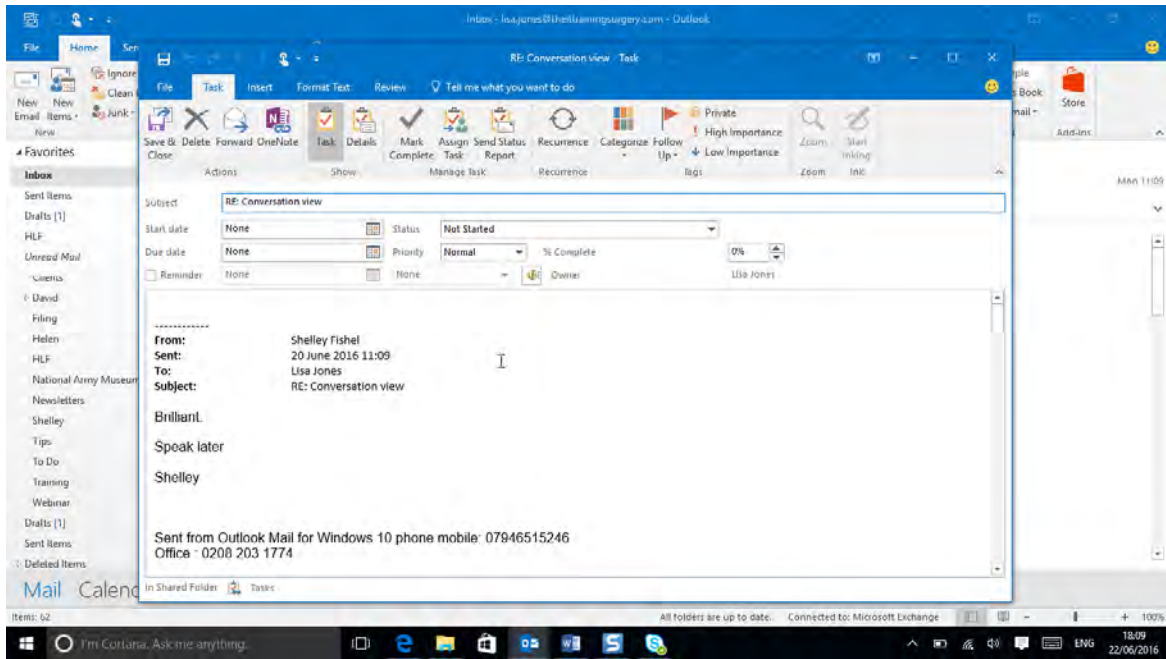 Inbox - lisa.jones@theittrainingsurgery.com - Outlook
File Home Sen
RE: Conversation view - Task
File Task Insert Format Text Review Tell me what you want to do
Ignore
Clean
Junk
New Email
New Items
New
Save & Close
Delete
Forward
OneNote
Actions
Task
Details
Show
Mark Complete
Assign Task
Send Status Report
Manage Task
Recurrence
Recurrence
Categorize
Follow Up
Private
High Importance
Low Importance
Tags
Zoom
Zoom
Start Inking
Ink
ple
s Book
mail
Store
Add-ins
Mon 11:09
Favorites
Inbox
Sent Items
Drafts [1]
HLF
Unread Mail
Clients
David
Filing
Helen
HLF
National Army Museum
Newsletters
Shelley
Tips
To Do
Training
Webinar
Drafts [1]
Sent Items
Deleted Items
Mail Calend
Subject RE: Conversation view
Start date None Status Not Started
Due date None Priority Normal % Complete 0%
Reminder None None Owner Lisa Jones
------------
From: Shelley Fishel
Sent: 20 June 2016 11:09
To: Lisa Jones
Subject: RE: Conversation view
Brilliant.
Speak later
Shelley
Sent from Outlook Mail for Windows 10 phone mobile: 07946515246
Office : 0208 203 1774
In Shared Folder Tasks
Items: 62 All folders are up to date. Connected to: Microsoft Exchange 100%
I'm Cortana. Ask me anything. ENG 18:09
22/06/2016